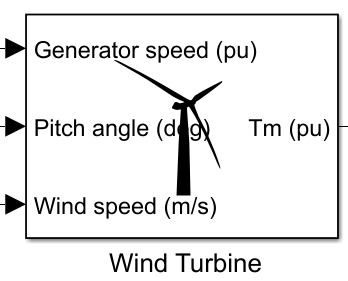 Generator speed (pu)
Pitch angle (deg)
Tm (pu)
Wind speed (m/s)
Wind Turbine